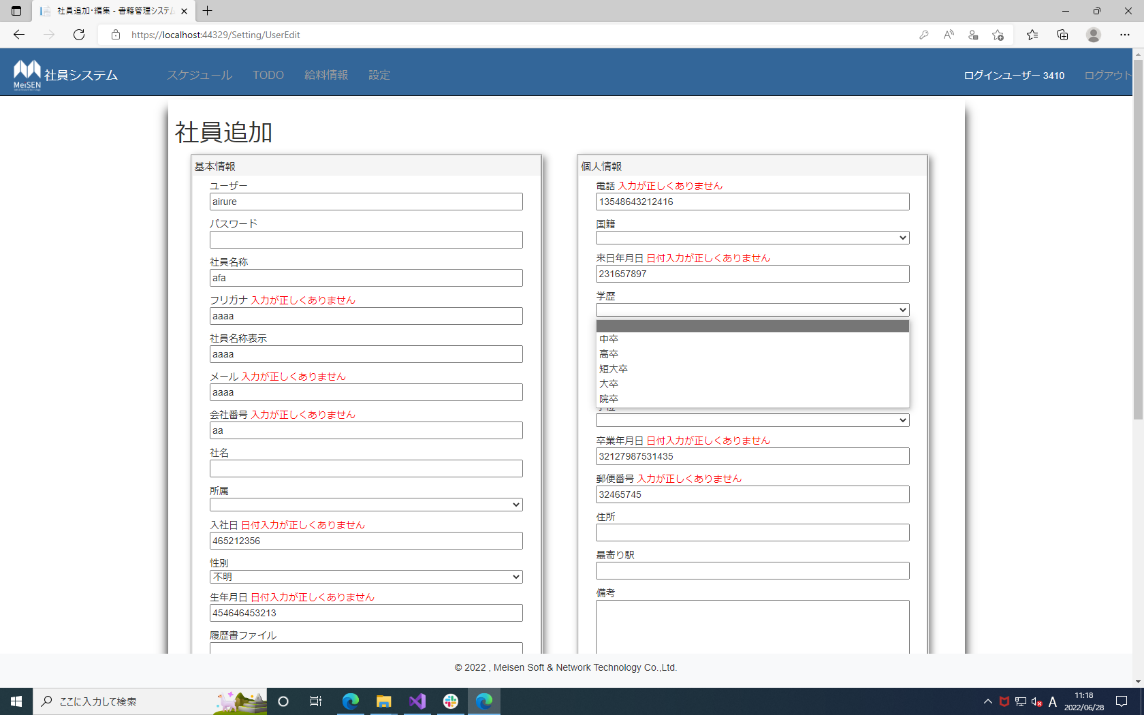 社員追加・編集 - 香籍管理システム
https://localhost:44329/Setting/UserEdit
MeiSEN 社員システム スケジュール TODO 給料情報 設定 ログインユーザー 3410 ログアウト
社員追加
基本情報
ユーザー
airure
パスワード
社員名称
afa
フリガナ 入力が正しくありません
aaaa
社員名称表示
aaaa
メール 入力が正しくありません
aaaa
会社番号 入力が正しくありません
aa
社名
所属
入社日 日付入力が正しくありません
465212356
性別
不明
生年月日 日付入力が正しくありません
454646453213
履歴書ファイル
個人情報
電話 入力が正しくありません
13548643212416
国籍
来日年月日 日付入力が正しくありません
231657897
学歴
中卒
高卒
短大卒
大卒
院卒
卒業年月日 日付入力が正しくありません
32127987531435
郵便番号 入力が正しくありません
32465745
住所
最寄り駅
備考
© 2022 , Meisen Soft & Network Technology Co.,Ltd.
ここに入力して検索
A
11:18
2022/06/28